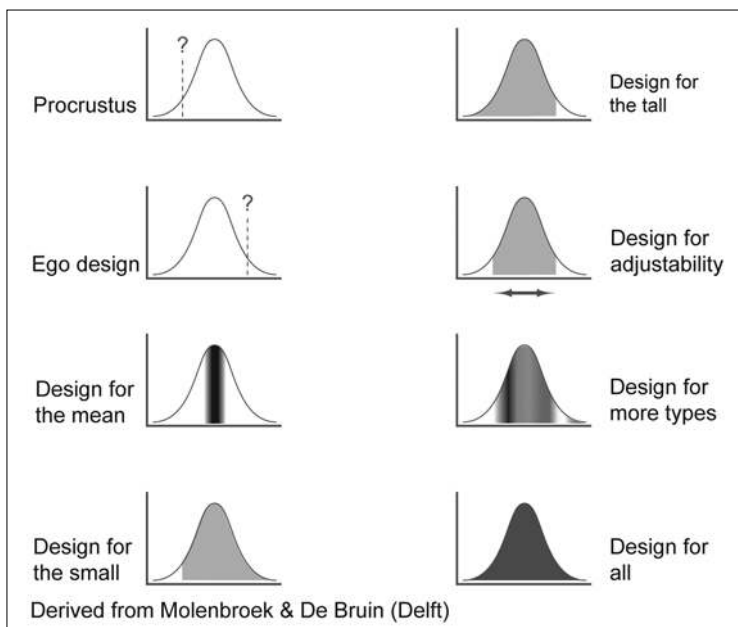 ?
Procrustus
Design for
the tall
?
Ego design
Design for
adjustability
Design for
the mean
Design for
more types
Design for
the small
Design for
all
Derived from Molenbroek & De Bruin (Delft)